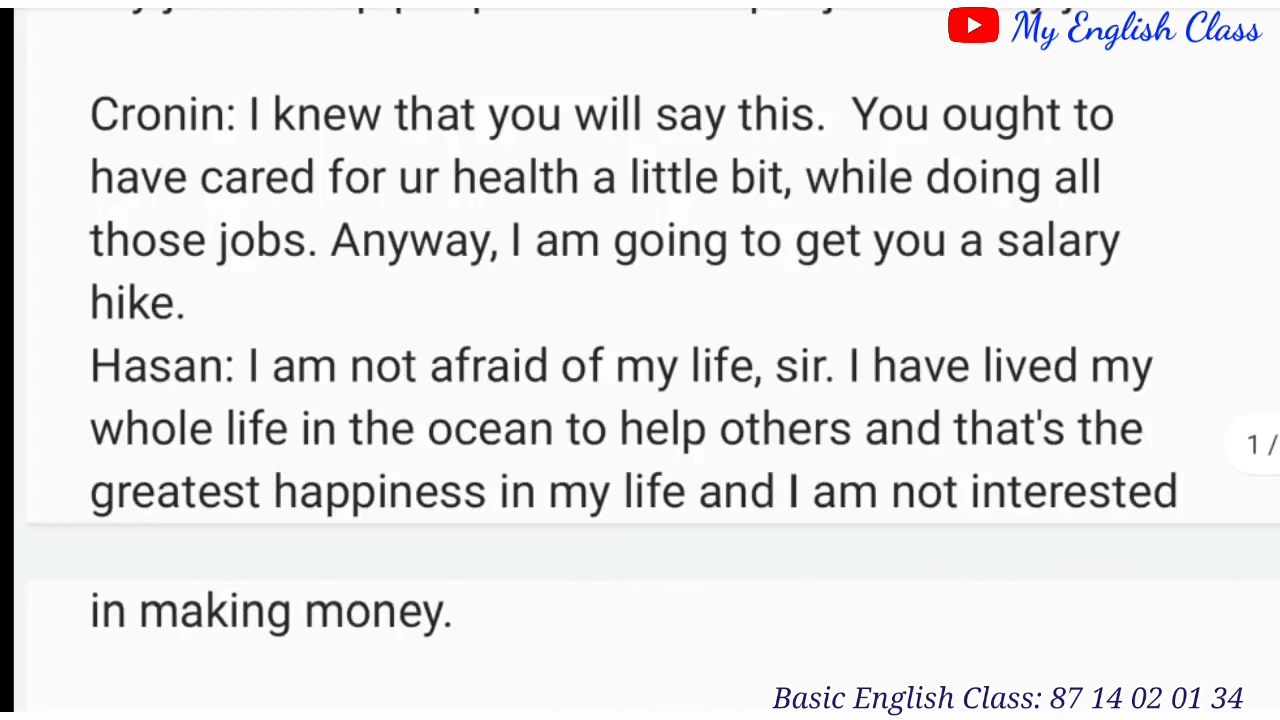 My English Class
Cronin: I knew that you will say this.  You ought to
have cared for ur health a little bit, while doing all
those jobs. Anyway, I am going to get you a salary
hike.
Hasan: I am not afraid of my life, sir. I have lived my
whole life in the ocean to help others and that's the
greatest happiness in my life and I am not interested
1 /
in making money.
Basic English Class: 87 14 02 01 34